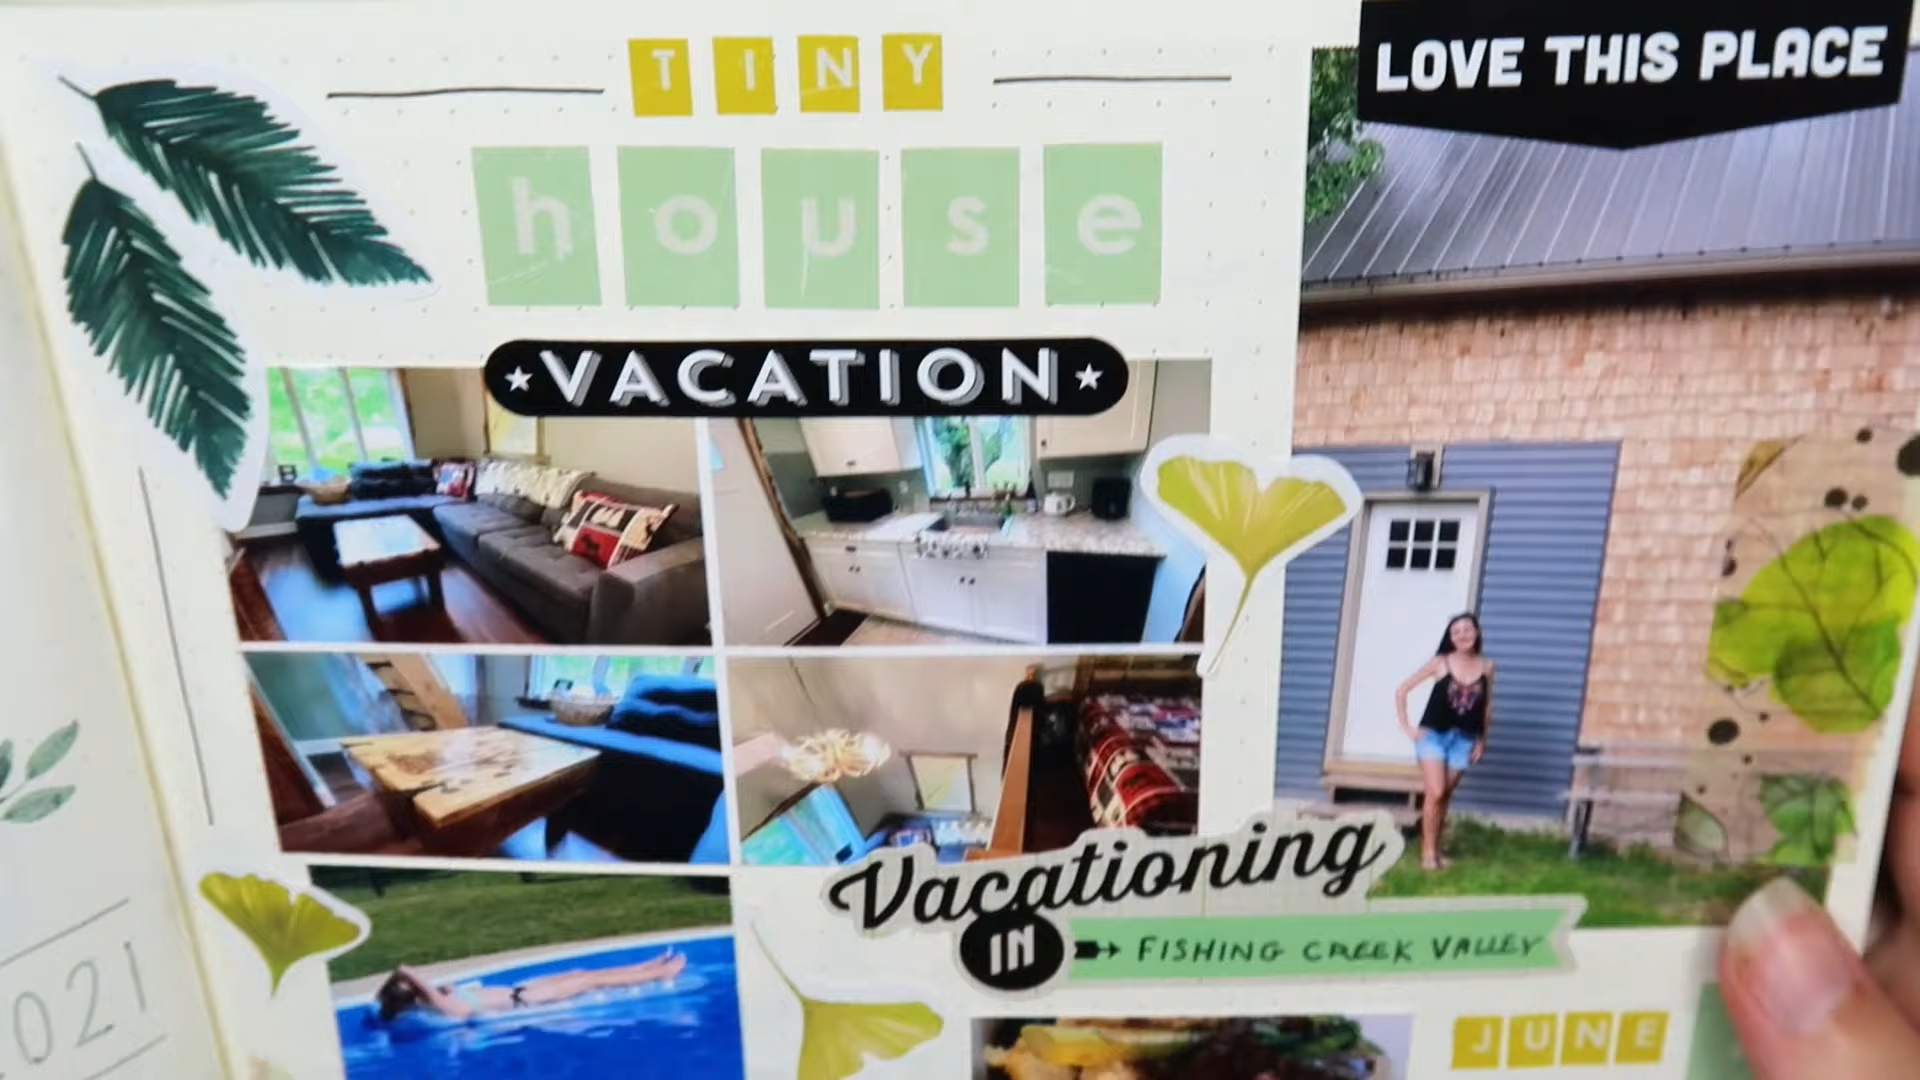 TINY
house
VACATION
LOVE THIS PLACE
Vacationing
IN
FISHING CREEK VALLEY
JUNE
021